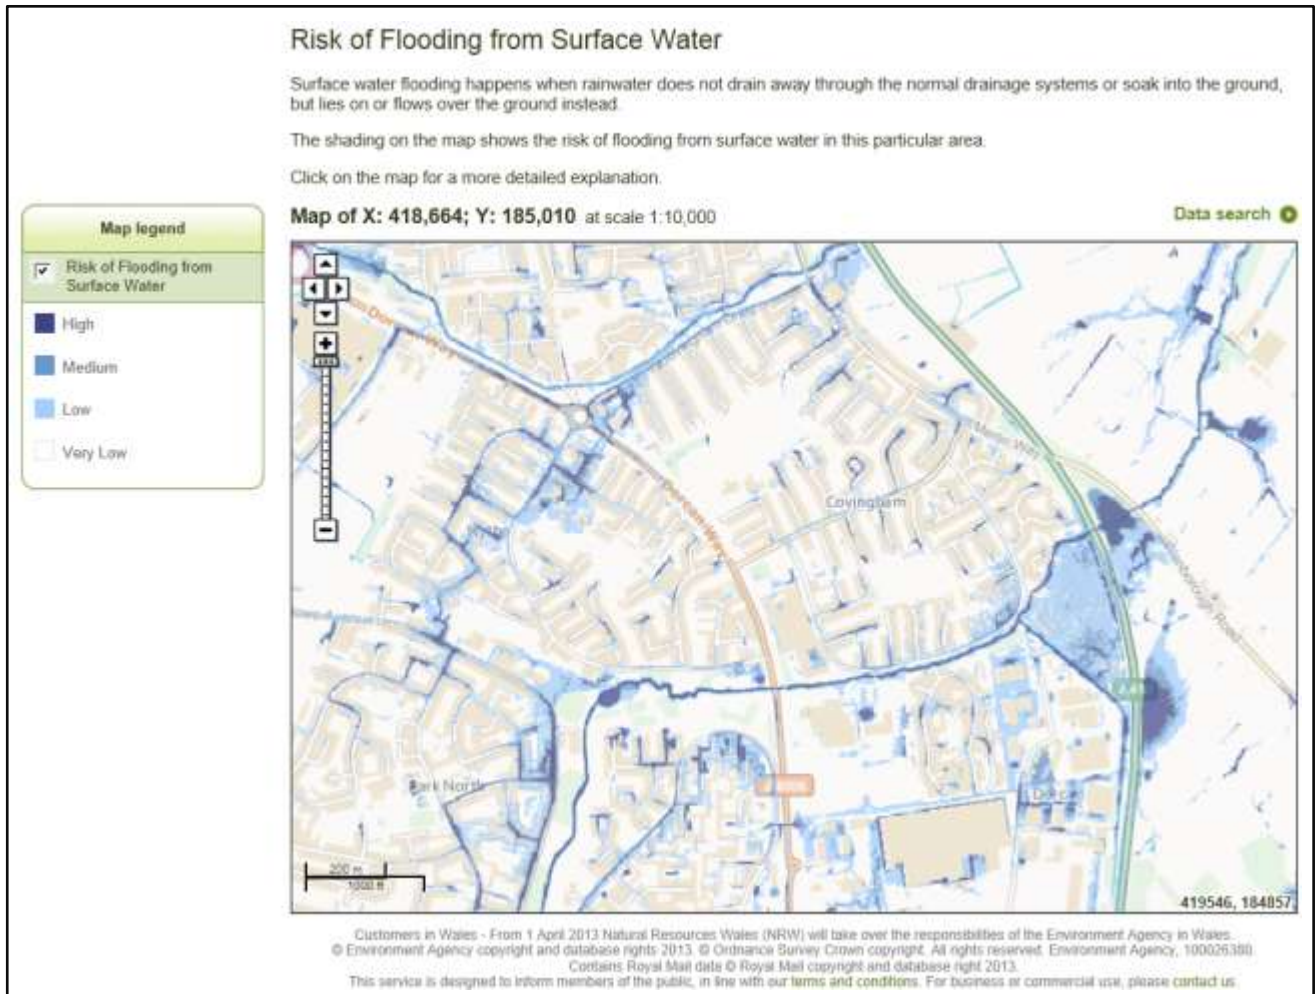 Risk of Flooding from Surface Water
Surface water flooding happens when rainwater does not drain away through the normal drainage systems or soak into the ground,
but lies on or flows over the ground instead.
The shading on the map shows the risk of flooding from surface water in this particular area.
Click on the map for a more detailed explanation.
Map of X: 418,664; Y: 185,010 at scale 1:10,000
Data search
Map legend
Risk of Flooding from
Surface Water
High
Medium
Low
Very Low
Merlin Way
Covingham
Dorcan Way
Park North
Dorcan
200 m
1000 ft
419546, 184857
Customers in Wales - From 1 April 2013 Natural Resources Wales (NRW) will take over the responsibilities of the Environment Agency in Wales.
© Environment Agency copyright and database rights 2013. © Ordnance Survey Crown copyright. All rights reserved. Environment Agency, 100026380.
Contains Royal Mail data © Royal Mail copyright and database right 2013.
This service is designed to inform members of the public, in line with our terms and conditions. For business or commercial use, please contact us.